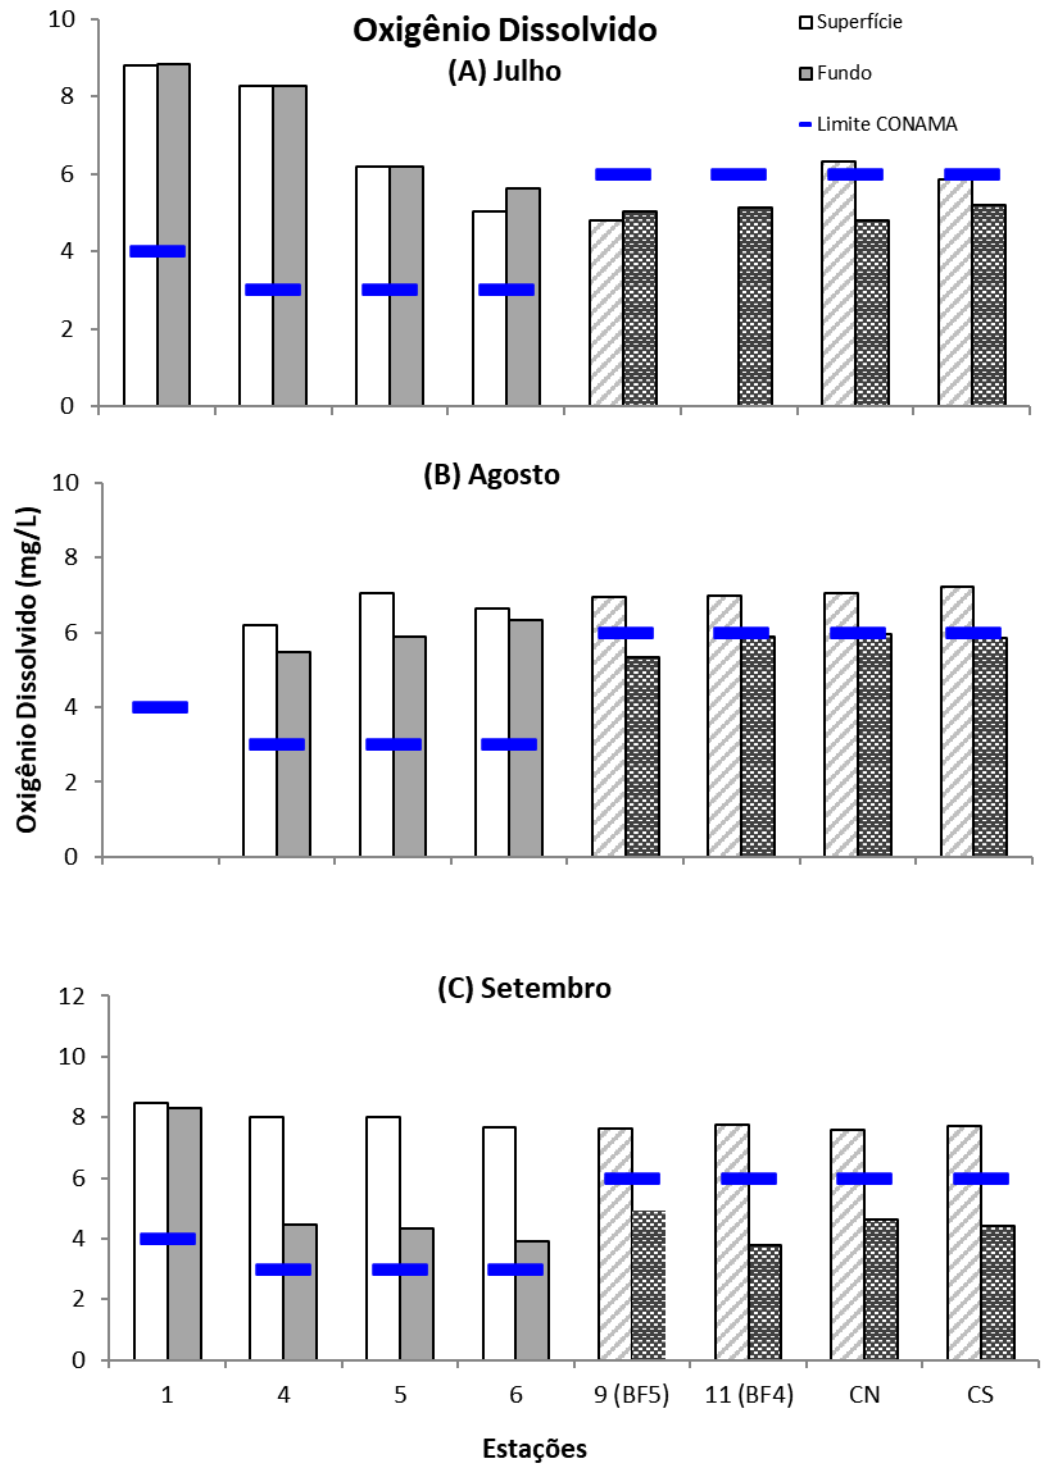 Oxigênio Dissolvido
(A) Julho
Superfície
Fundo
Limite CONAMA
10
8
6
4
2
0
(B) Agosto
10
8
6
4
2
0
Oxigênio Dissolvido (mg/L)
(C) Setembro
12
10
8
6
4
2
0
1 4 5 6 9 (BF5) 11 (BF4) CN CS
Estações